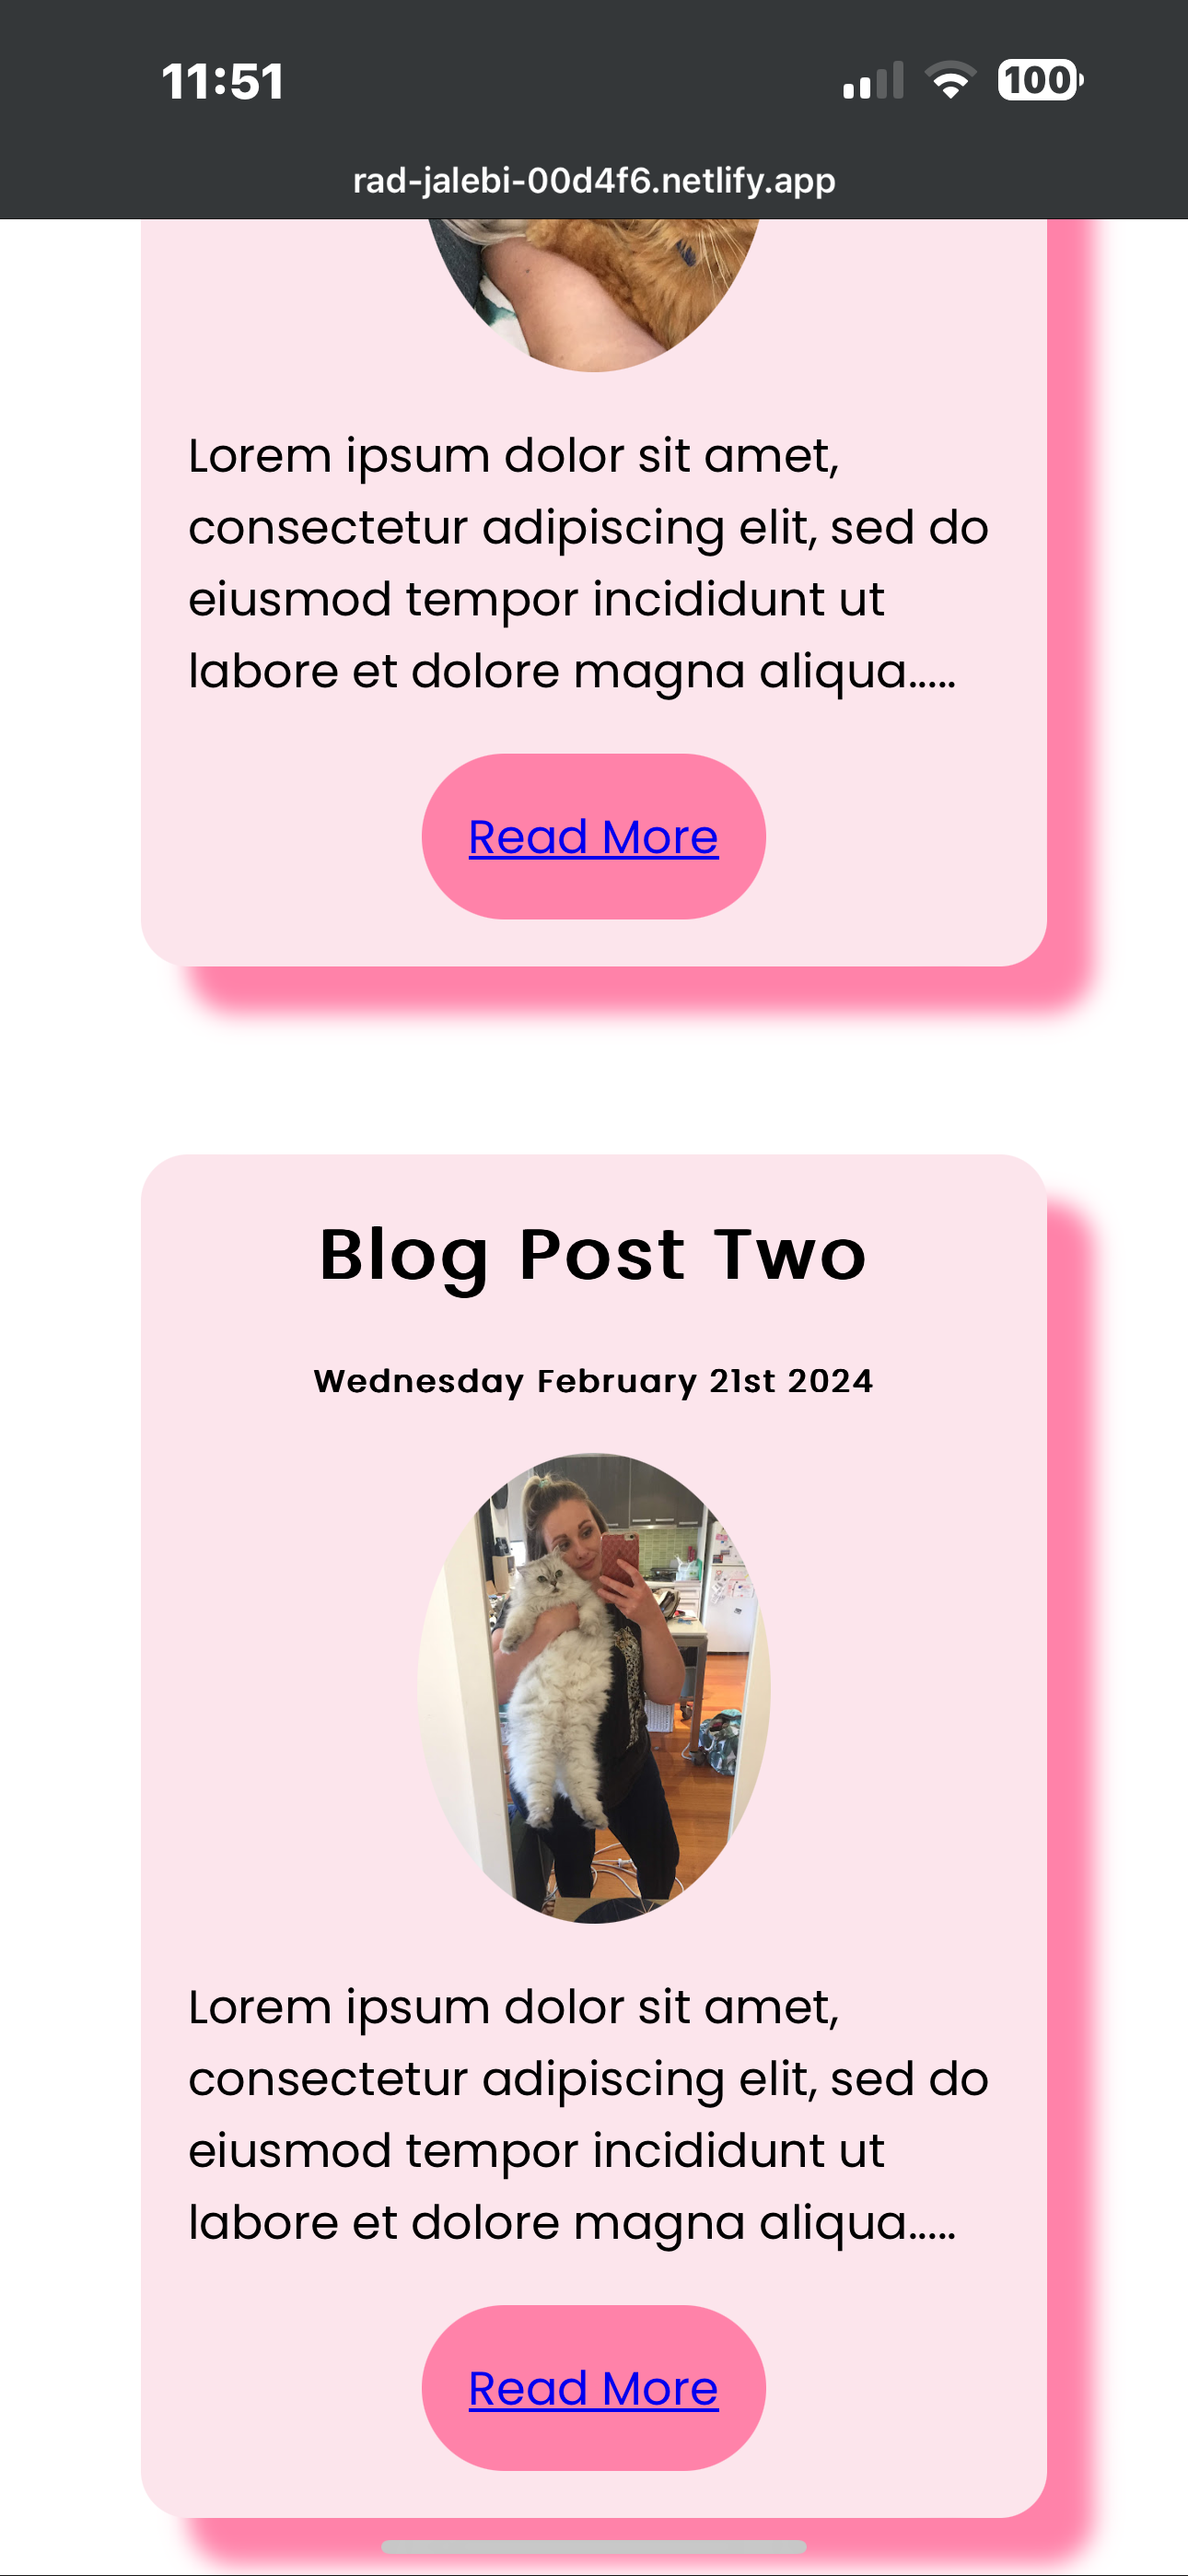 11:51
100
rad-jalebi-00d4f6.netlify.app
Lorem ipsum dolor sit amet,
consectetur adipiscing elit, sed do
eiusmod tempor incididunt ut
labore et dolore magna aliqua.....
Read More
Blog Post Two
Wednesday February 21st 2024
Lorem ipsum dolor sit amet,
consectetur adipiscing elit, sed do
eiusmod tempor incididunt ut
labore et dolore magna aliqua.....
Read More